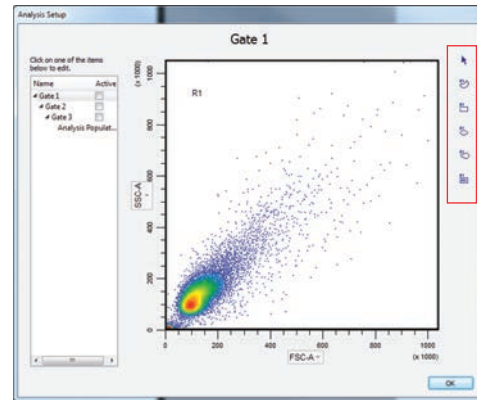 Analysis Setup
Gate 1
Click on one of the items
below to edit.
Name Active
Gate 1
Gate 2
Gate 3
Analysis Populat...
(x 1000)
1000
800
600
400
200
0
SSC-A
R1
0 200 400 600 800 1000
FSC-A
(x 1000)
OK